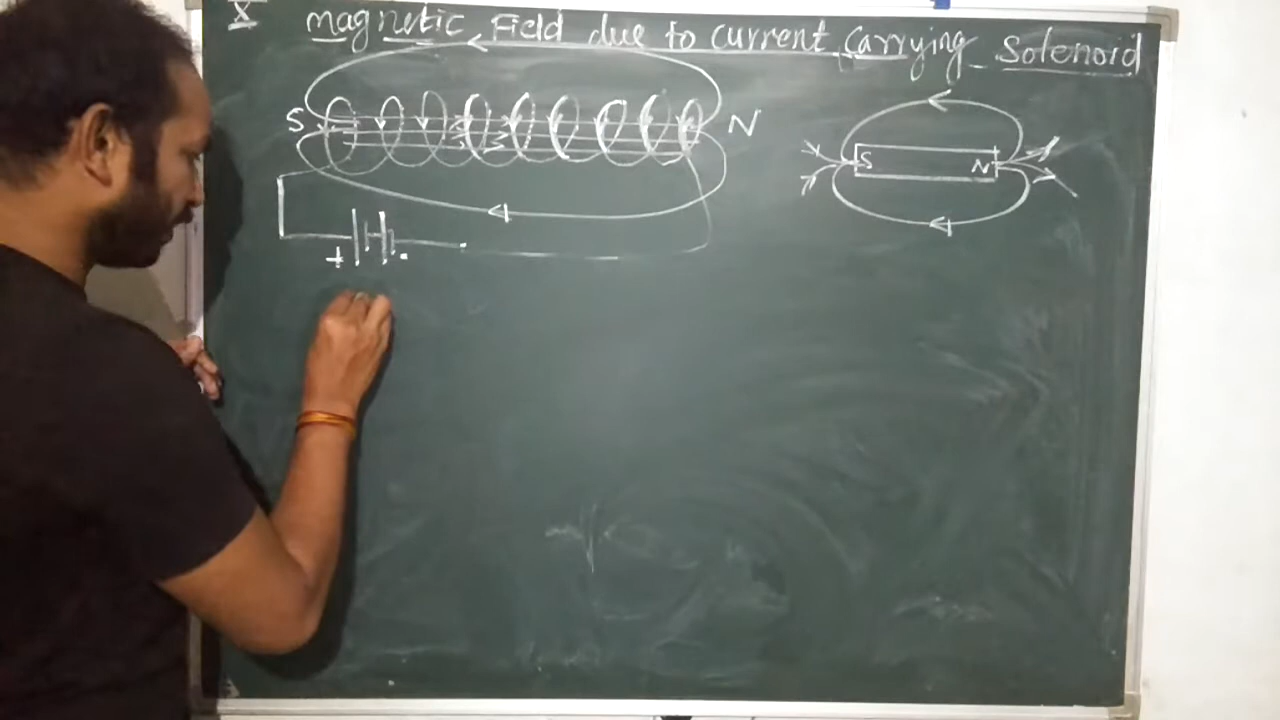 X magnetic Field due to current carrying Solenoid
S N
S N
+ -